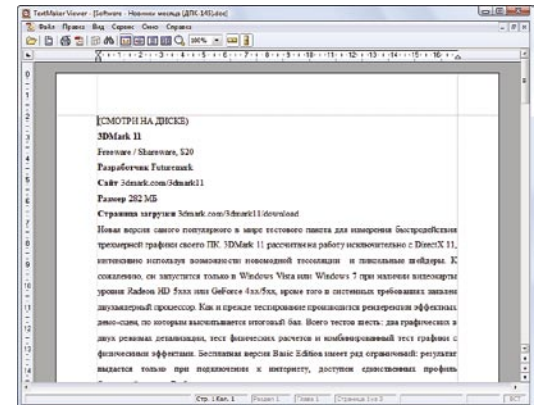 TextMaker Viewer - [Software - Новинки месяца (ДПК-145).doc]
Файл Правка Вид Сервис Окно Справка
100%
(СМОТРИ НА ДИСКЕ)
3DMark 11
Freeware / Shareware, $20
Разработчик Futuremark
Сайт 3dmark.com/3dmark11
Размер 282 МБ
Страница загрузки 3dmark.com/3dmark11/download
Новая версия самого популярного в мире тестового пакета для измерения быстродействия
трехмерной графики своего ПК. 3DMark 11 рассчитан на работу исключительно с DirectX 11,
интенсивно используя возможности новомодной тесселяции и пиксельные шейдеры. К
сожалению, он запустится только в Windows Vista или Windows 7 при наличии видеокарты
уровня Radeon HD 5xxx или GeForce 4xx/5xx, кроме того в системных требованиях заявлен
двухъядерный процессор. Как и прежде тестирование производится рендерингом эффектных
демо-сцен, по которым высчитывается итоговый бал. Всего тестов шесть: два графических в
двух режимах детализации, тест физических расчетов и комбинированный тест графики с
физическими эффектами. Бесплатная версия Basic Edition имеет ряд ограничений: результат
выдается только при подключении к интернету, доступен единственный профиль
Стр. 1 Кол. 1 Раздел 1 Глава 1 Страница 1 из 3 ВСТ